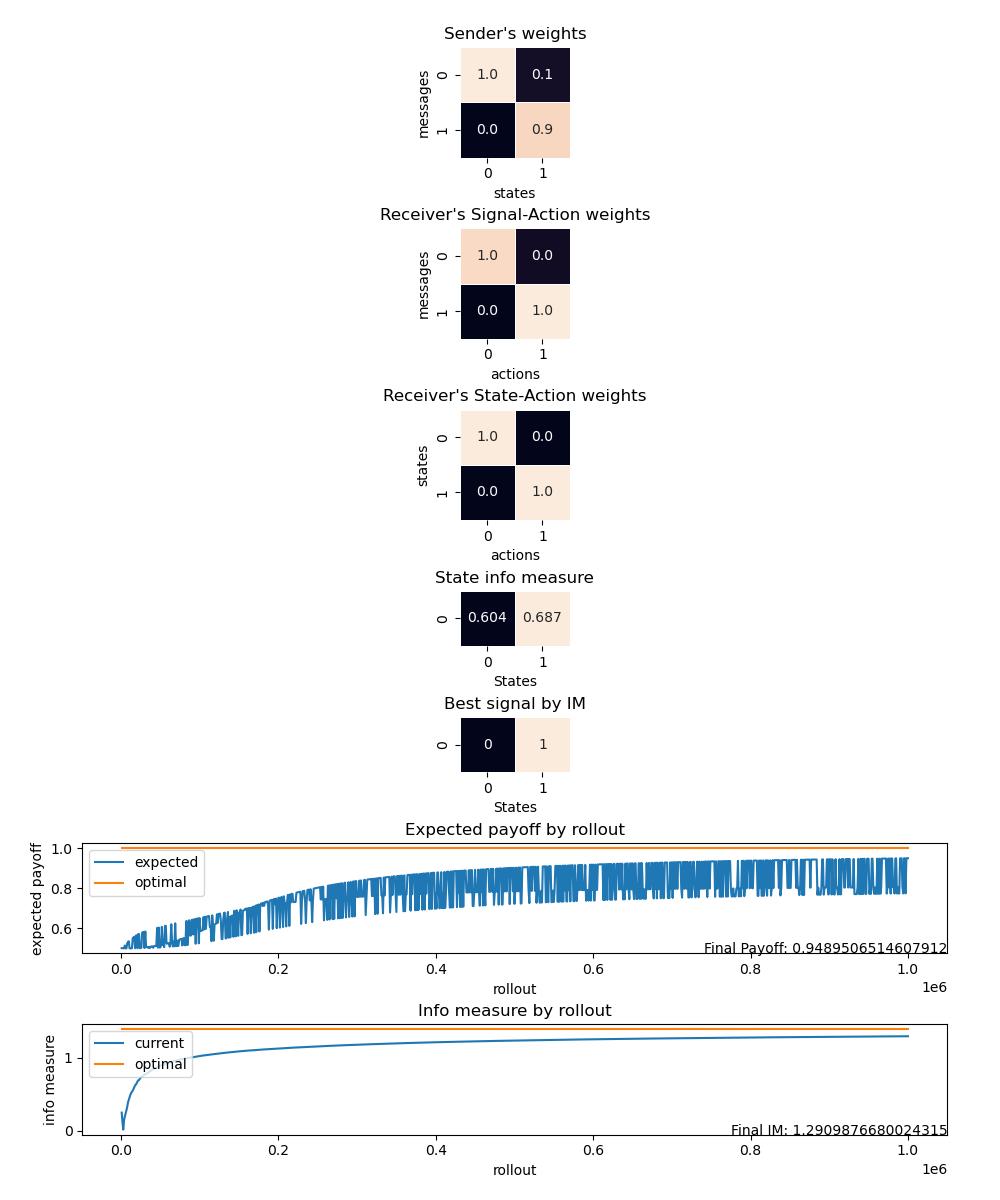 Sender's weights
messages
0
1.0 0.1
1
0.0 0.9
0 1
states
Receiver's Signal-Action weights
messages
0
1.0 0.0
1
0.0 1.0
0 1
actions
Receiver's State-Action weights
states
0
1.0 0.0
1
0.0 1.0
0 1
actions
State info measure
0
0.604 0.687
0 1
States
Best signal by IM
0
0 1
0 1
States
Expected payoff by rollout
expected payoff
1.0
0.8
0.6
expected
optimal
Final Payoff: 0.9489506514607912
0.0 0.2 0.4 0.6 0.8 1.0
1e6
rollout
Info measure by rollout
info measure
1
0
current
optimal
Final IM: 1.2909876680024315
0.0 0.2 0.4 0.6 0.8 1.0
1e6
rollout